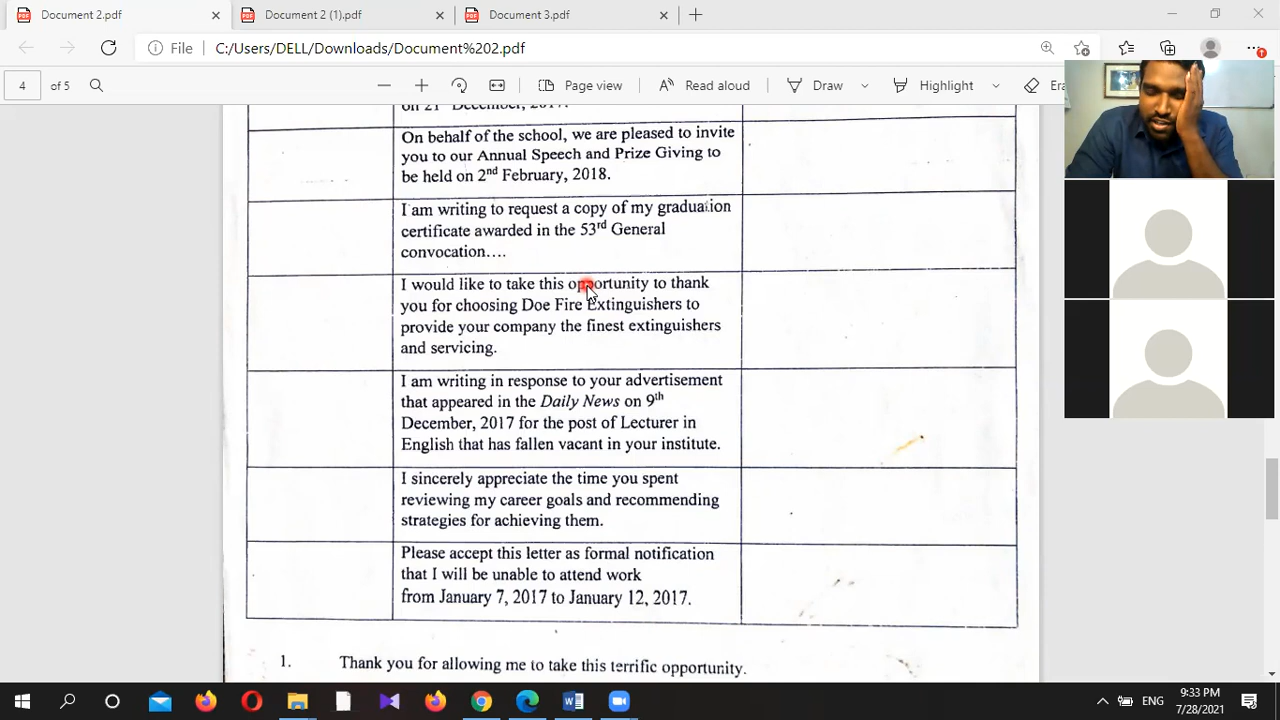 Document 2.pdf
Document 2 (1).pdf
Document 3.pdf
File
C:/Users/DELL/Downloads/Document%202.pdf
4
of 5
Page view
Read aloud
Draw
Highlight
on 21 December, 2017.
On behalf of the school, we are pleased to invite
you to our Annual Speech and Prize Giving to
be held on 2nd February, 2018.
I am writing to request a copy of my graduation
certificate awarded in the 53rd General
convocation....
I would like to take this opportunity to thank
you for choosing Doe Fire Extinguishers to
provide your company the finest extinguishers
and servicing.
I am writing in response to your advertisement
that appeared in the Daily News on 9th
December, 2017 for the post of Lecturer in
English that has fallen vacant in your institute.
I sincerely appreciate the time you spent
reviewing my career goals and recommending
strategies for achieving them.
Please accept this letter as formal notification
that I will be unable to attend work
from January 7, 2017 to January 12, 2017.
1. Thank you for allowing me to take this terrific opportunity.
ENG
9:33 PM
7/28/2021